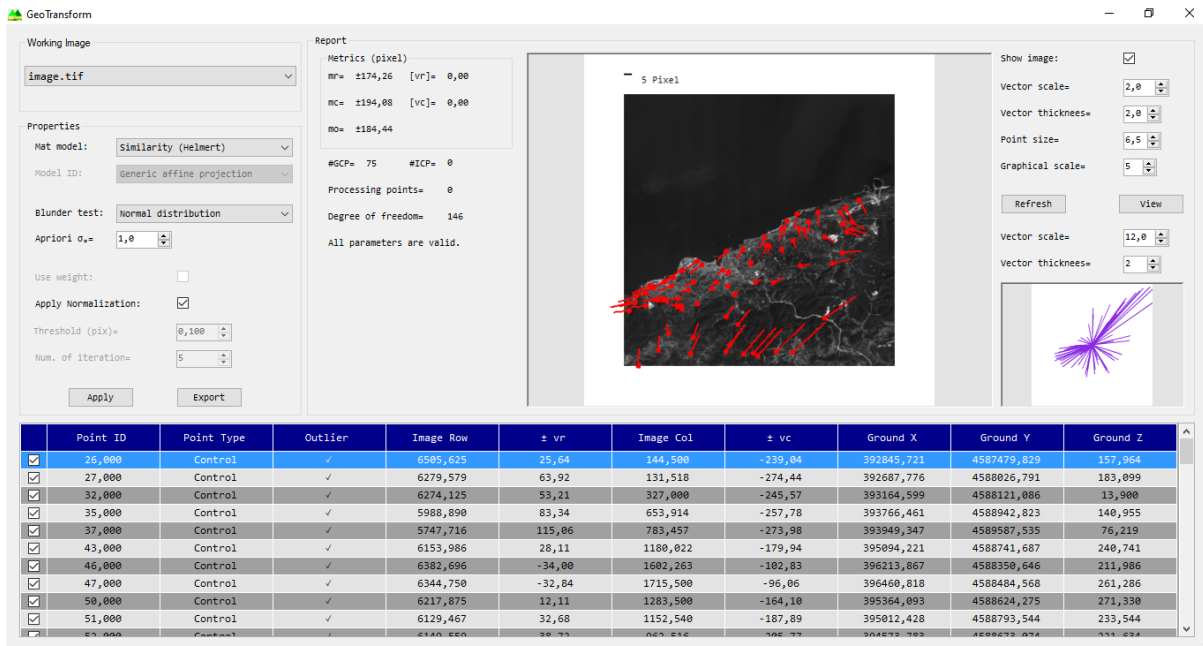 GeoTransform
Working Image
image.tif
Properties
Mat model: Similarity (Helmert)
Model ID: Generic affine projection
Blunder test: Normal distribution
Apriori σₒ= 1,0
Use weight:
Apply Normalization:
Threshold (pix)= 0,100
Num. of iteration= 5
Apply Export
Report
Metrics (pixel)
mr= ±174,26 [vr]= 0,00
mc= ±194,08 [vc]= 0,00
mo= ±184,44
#GCP= 75 #ICP= 0
Processing points= 0
Degree of freedom= 146
All parameters are valid.
5 Pixel
Show image:
Vector scale= 2,0
Vector thicknees= 2,0
Point size= 6,5
Graphical scale= 5
Refresh View
Vector scale= 12,0
Vector thicknees= 2
Point ID Point Type Outlier Image Row ± vr Image Col ± vc Ground X Ground Y Ground Z
26,000 Control ✓ 6505,625 25,64 144,500 -239,04 392845,721 4587479,829 157,964
27,000 Control ✓ 6279,579 63,92 131,518 -274,44 392687,776 4588026,791 183,099
32,000 Control ✓ 6274,125 53,21 327,000 -245,57 393164,599 4588121,086 13,900
35,000 Control ✓ 5988,890 83,34 653,914 -257,78 393766,461 4588942,823 140,955
37,000 Control ✓ 5747,716 115,06 783,457 -273,98 393949,347 4589587,535 76,219
43,000 Control ✓ 6153,986 28,11 1180,022 -179,94 395094,221 4588741,687 240,741
46,000 Control ✓ 6382,696 -34,00 1602,263 -102,83 396213,867 4588350,646 211,986
47,000 Control ✓ 6344,750 -32,84 1715,500 -96,06 396460,818 4588484,568 261,286
50,000 Control ✓ 6217,875 12,11 1283,500 -164,10 395364,093 4588624,275 271,330
51,000 Control ✓ 6129,467 32,68 1152,540 -187,89 395012,428 4588793,544 233,544